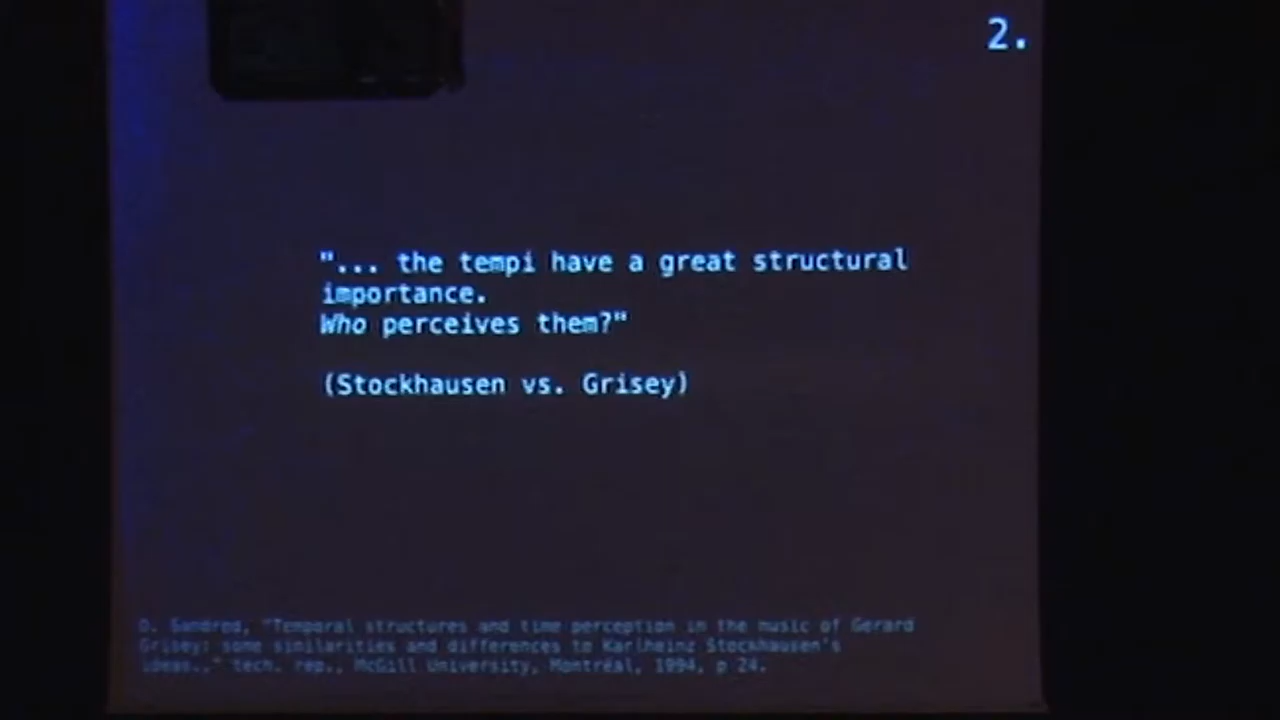 2.
"... the tempi have a great structural
importance.
Who perceives them?"
(Stockhausen vs. Grisey)
O. Sandred, "Temporal structures and time perception in the music of Gerard
Grisey: some similarities and differences to Karlheinz Stockhausen's
ideas.," tech. rep., McGill University, Montréal, 1994, p 24.